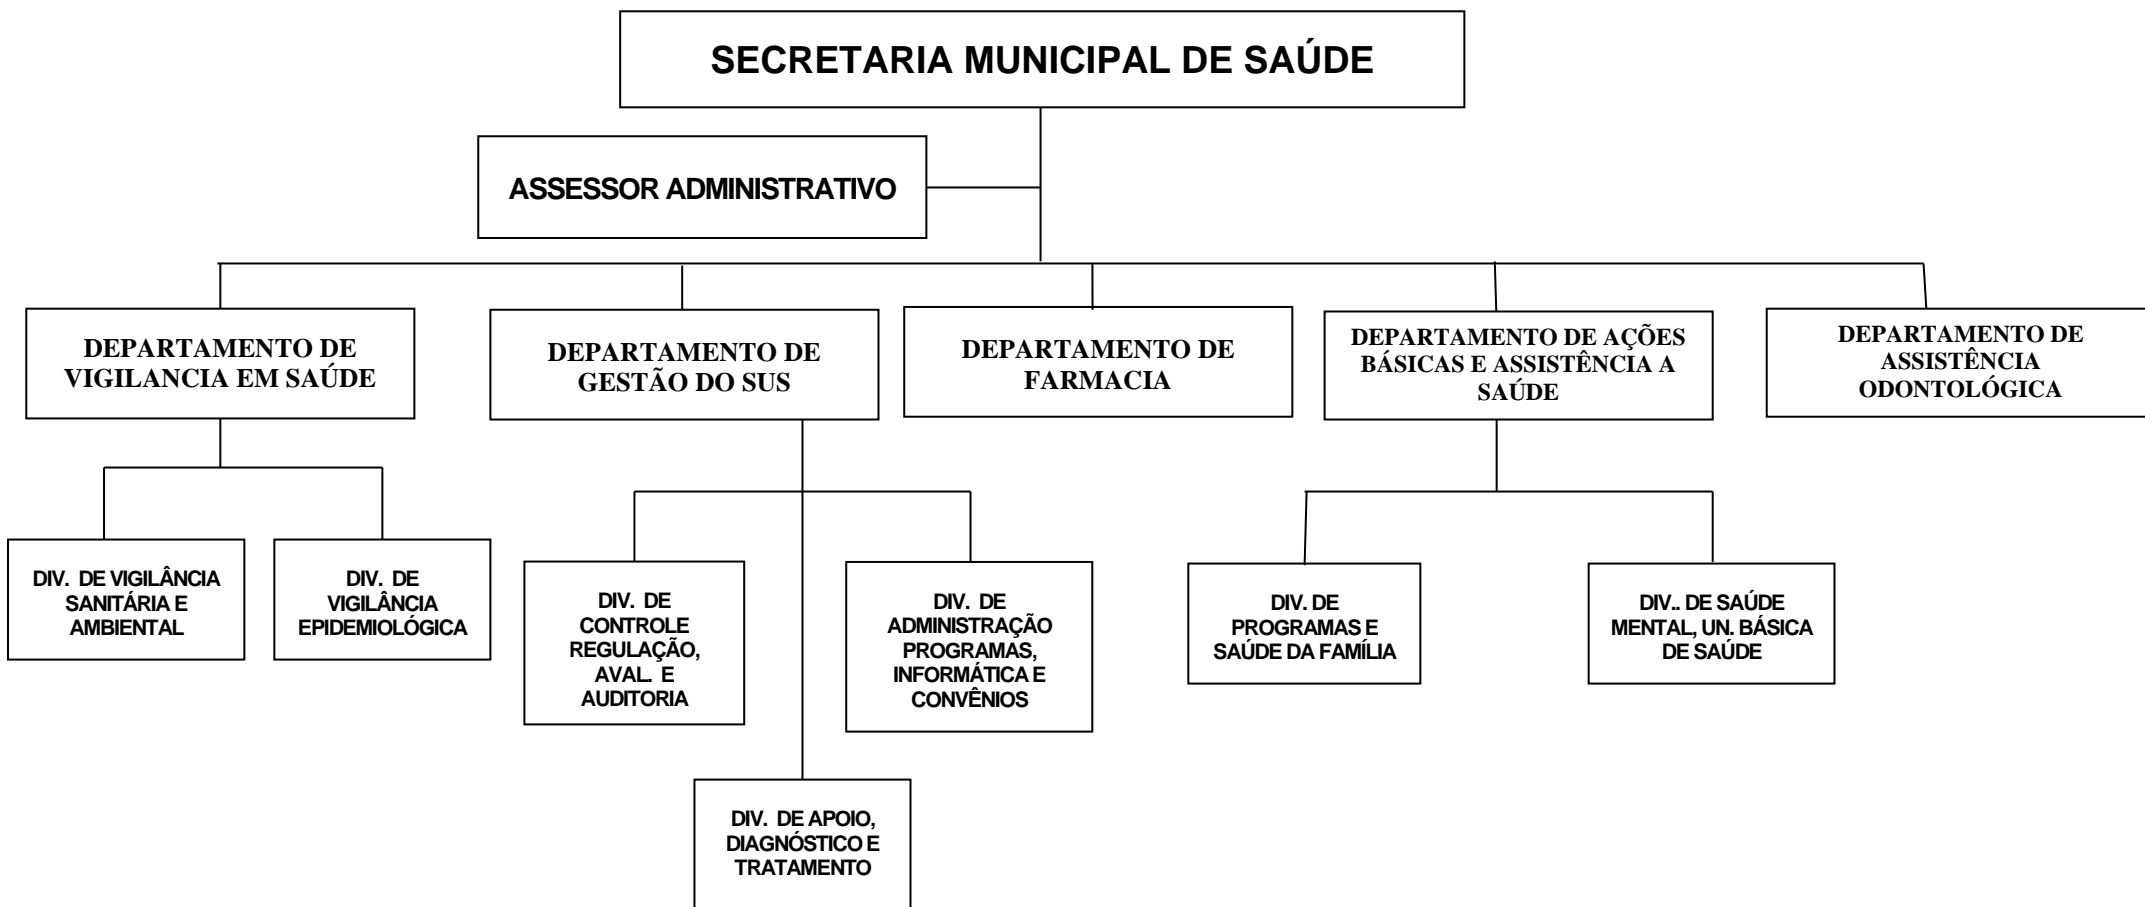 SECRETARIA MUNICIPAL DE SAÚDE
ASSESSOR ADMINISTRATIVO
DEPARTAMENTO DE
VIGILANCIA EM SAÚDE
DEPARTAMENTO DE
GESTÃO DO SUS
DEPARTAMENTO DE
FARMACIA
DEPARTAMENTO DE AÇÕES
BÁSICAS E ASSISTÊNCIA A
SAÚDE
DEPARTAMENTO DE
ASSISTÊNCIA
ODONTOLÓGICA
DIV. DE VIGILÂNCIA
SANITÁRIA E
AMBIENTAL
DIV. DE
VIGILÂNCIA
EPIDEMIOLÓGICA
DIV. DE
CONTROLE
REGULAÇÃO,
AVAL. E
AUDITORIA
DIV. DE
ADMINISTRAÇÃO
PROGRAMAS,
INFORMÁTICA E
CONVÊNIOS
DIV. DE
PROGRAMAS E
SAÚDE DA FAMÍLIA
DIV.. DE SAÚDE
MENTAL, UN. BÁSICA
DE SAÚDE
DIV. DE APOIO,
DIAGNÓSTICO E
TRATAMENTO